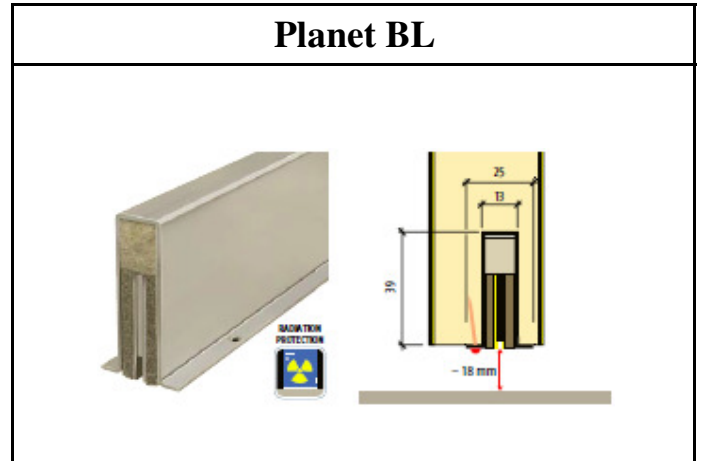 Planet BL
25
13
39
RADIATION
PROTECTION
~ 18 mm